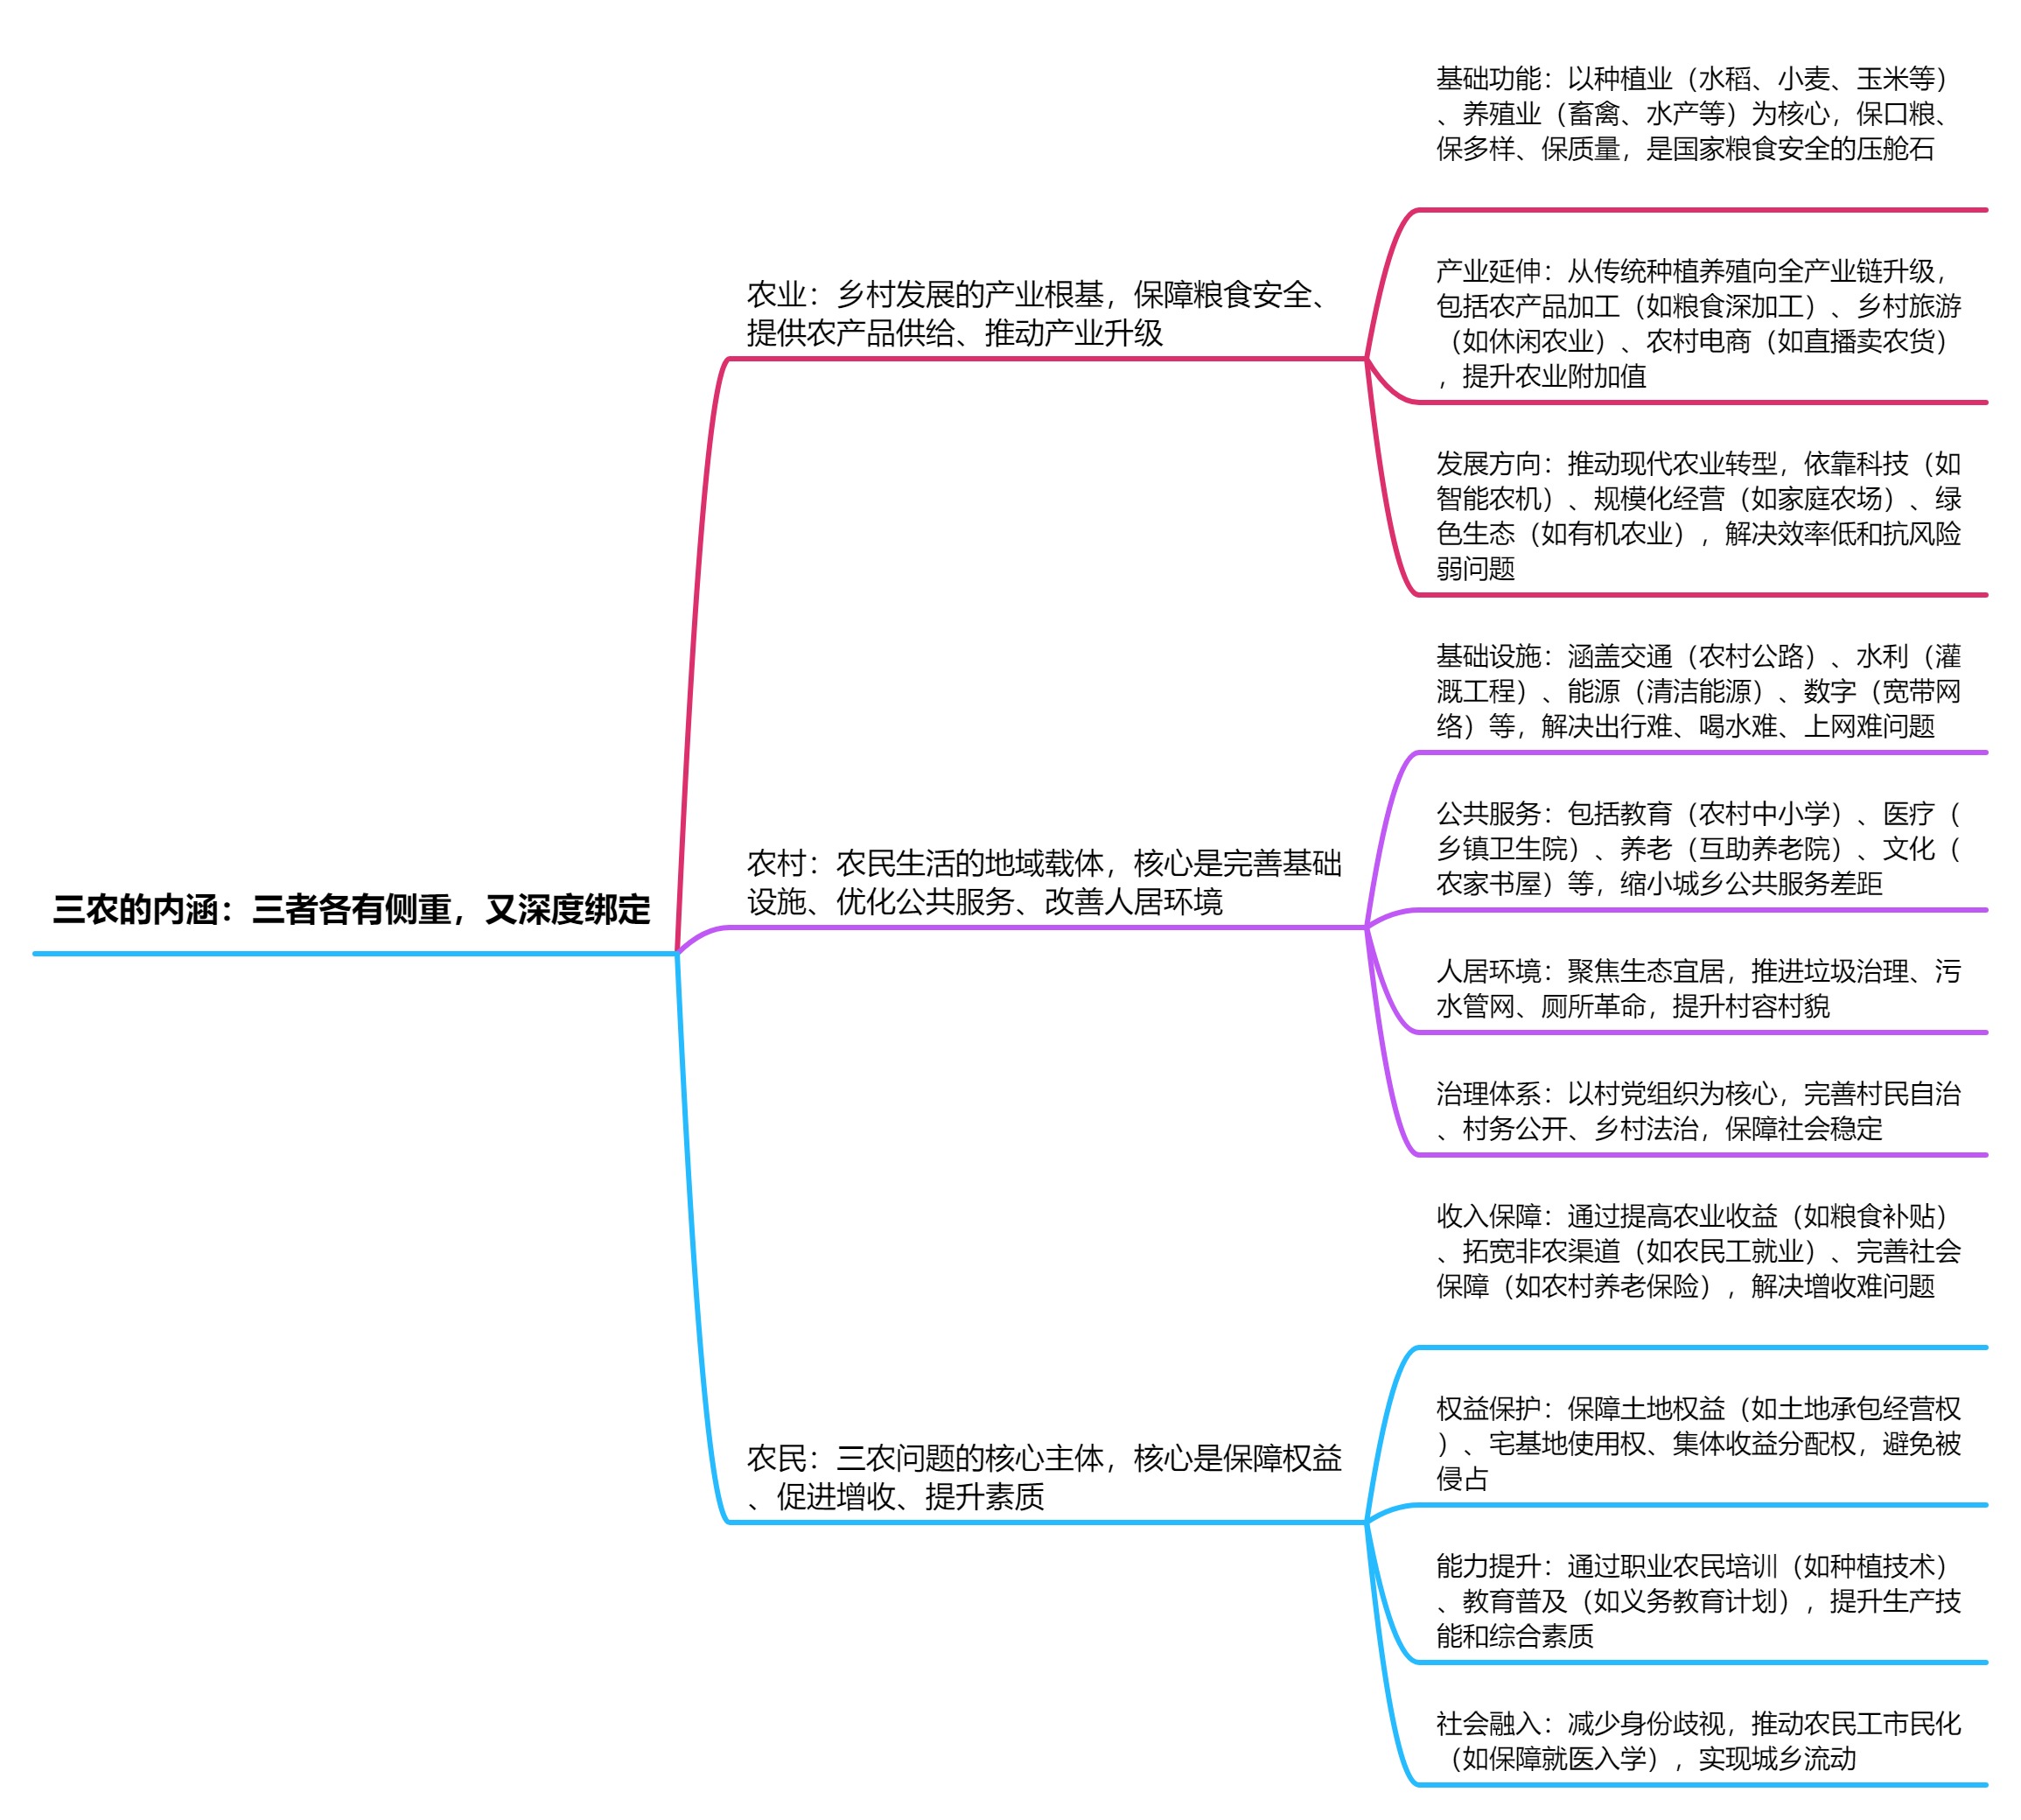 三农的内涵：三者各有侧重，又深度绑定
农业：乡村发展的产业根基，保障粮食安全、
提供农产品供给、推动产业升级
基础功能：以种植业（水稻、小麦、玉米等）
、养殖业（畜禽、水产等）为核心，保口粮、
保多样、保质量，是国家粮食安全的压舱石
产业延伸：从传统种植养殖向全产业链升级，
包括农产品加工（如粮食深加工）、乡村旅游
（如休闲农业）、农村电商（如直播卖农货）
，提升农业附加值
发展方向：推动现代农业转型，依靠科技（如
智能农机）、规模化经营（如家庭农场）、绿
色生态（如有机农业），解决效率低和抗风险
弱问题
农村：农民生活的地域载体，核心是完善基础
设施、优化公共服务、改善人居环境
基础设施：涵盖交通（农村公路）、水利（灌
溉工程）、能源（清洁能源）、数字（宽带网
络）等，解决出行难、喝水难、上网难问题
公共服务：包括教育（农村中小学）、医疗（
乡镇卫生院）、养老（互助养老院）、文化（
农家书屋）等，缩小城乡公共服务差距
人居环境：聚焦生态宜居，推进垃圾治理、污
水管网、厕所革命，提升村容村貌
治理体系：以村党组织为核心，完善村民自治
、村务公开、乡村法治，保障社会稳定
农民：三农问题的核心主体，核心是保障权益
、促进增收、提升素质
收入保障：通过提高农业收益（如粮食补贴）
、拓宽非农渠道（如农民工就业）、完善社会
保障（如农村养老保险），解决增收难问题
权益保护：保障土地权益（如土地承包经营权
）、宅基地使用权、集体收益分配权，避免被
侵占
能力提升：通过职业农民培训（如种植技术）
、教育普及（如义务教育计划），提升生产技
能和综合素质
社会融入：减少身份歧视，推动农民工市民化
（如保障就医入学），实现城乡流动